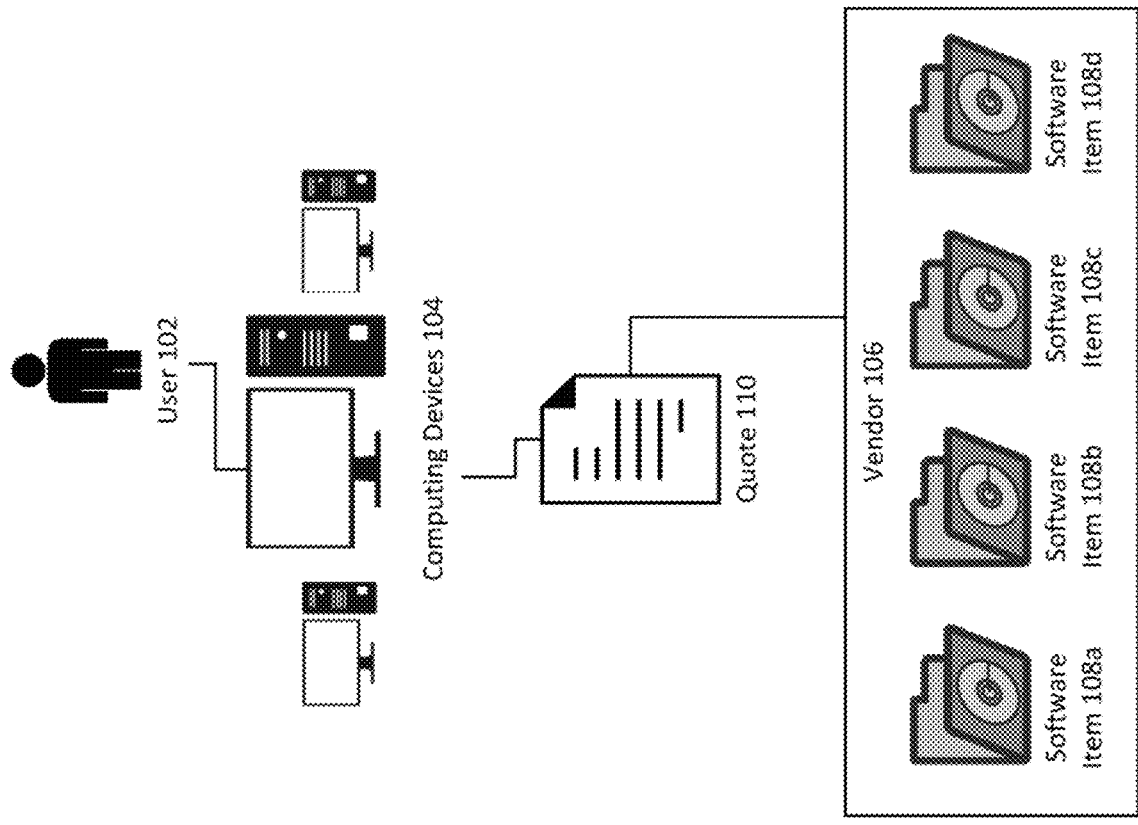 User 102
Computing Devices 104
Quote 110
Vendor 106
Software
Item 108a
Software
Item 108b
Software
Item 108c
Software
Item 108d